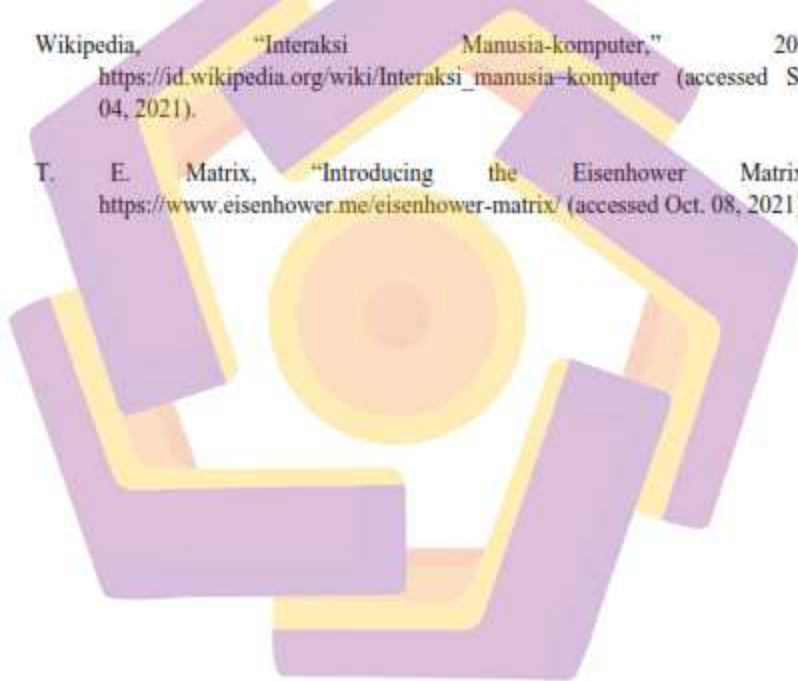 Wikipedia, “Interaksi Manusia-komputer,” 20
https://id.wikipedia.org/wiki/Interaksi_manusia–komputer (accessed S
04, 2021).
T. E. Matrix, “Introducing the Eisenhower Matrix
https://www.eisenhower.me/eisenhower-matrix/ (accessed Oct. 08, 2021